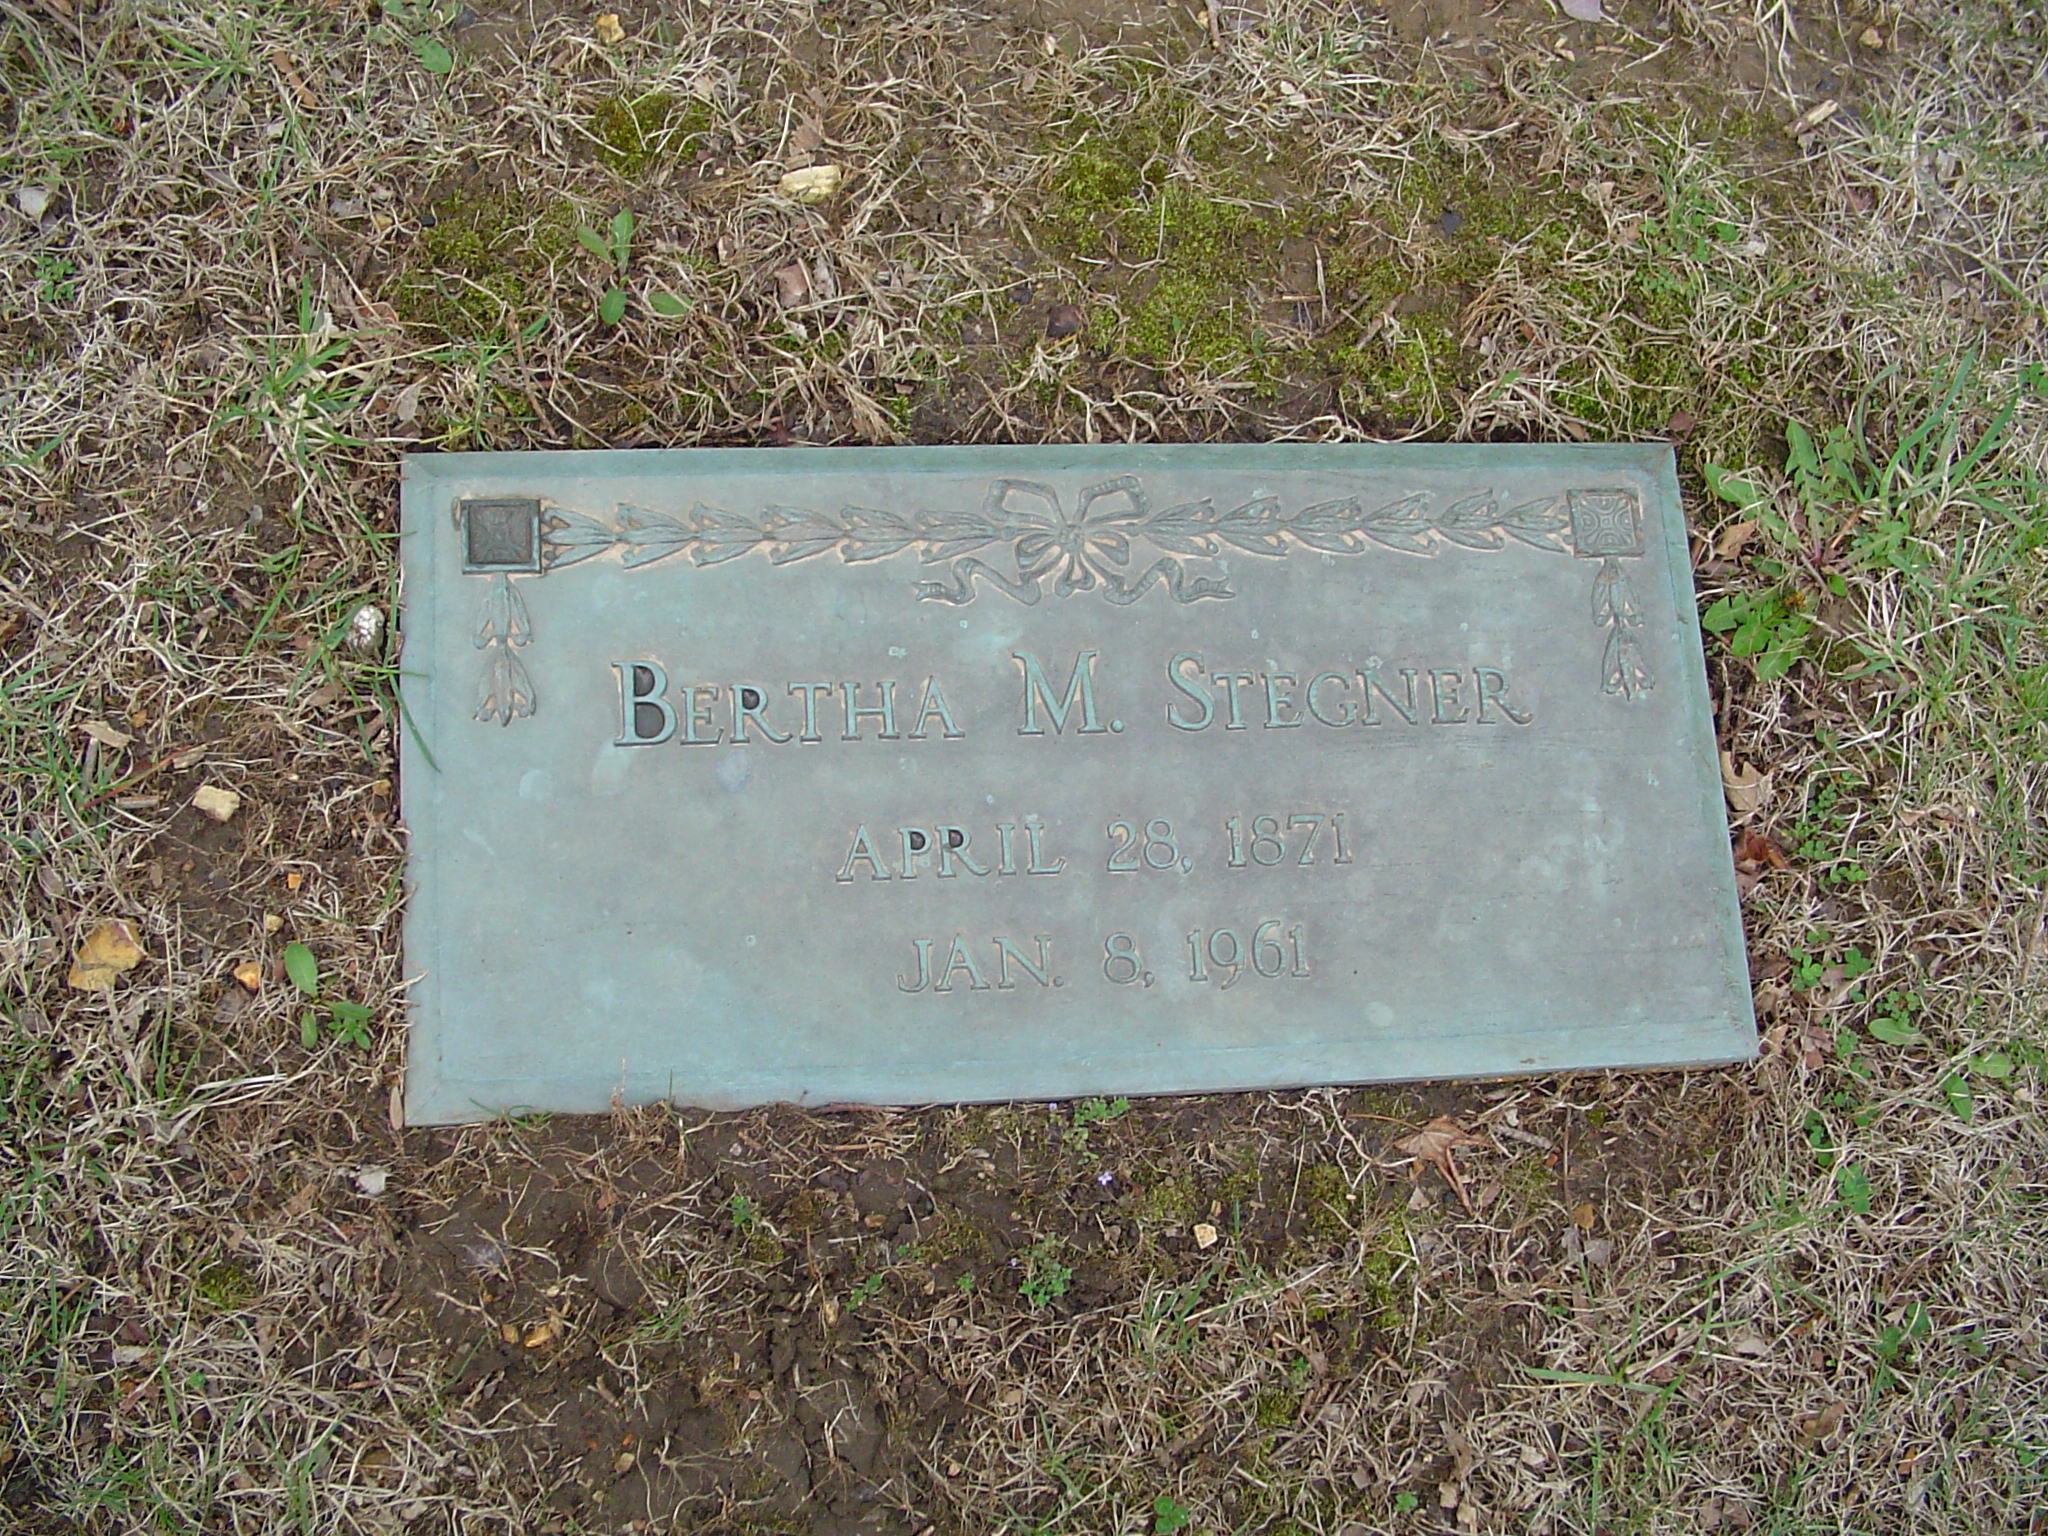 BERTHA M. STEGNER
APRIL 28, 1871
JAN. 8, 1961